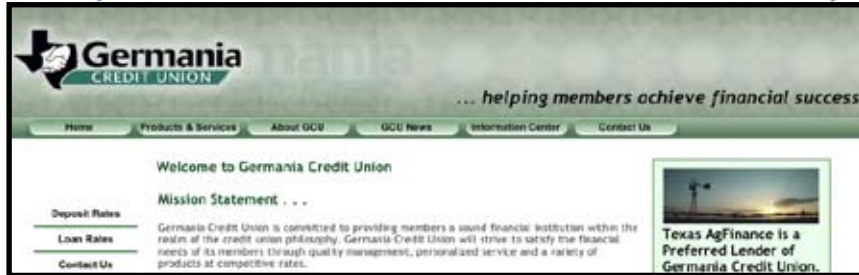 Germania
CREDIT UNION
... helping members achieve financial success
Home
Products & Services
About GCU
GCU News
Information Center
Contact Us
Welcome to Germania Credit Union
Mission Statement . . .
Deposit Rates
Loan Rates
Contact Us
Germania Credit Union is committed to providing members a sound financial institution within the
realm of the credit union philosophy. Germania Credit Union will strive to satisfy the financial
needs of its members through quality management, personalized service and a variety of
products at competitive rates.
Texas AgFinance is a
Preferred Lender of
Germania Credit Union.